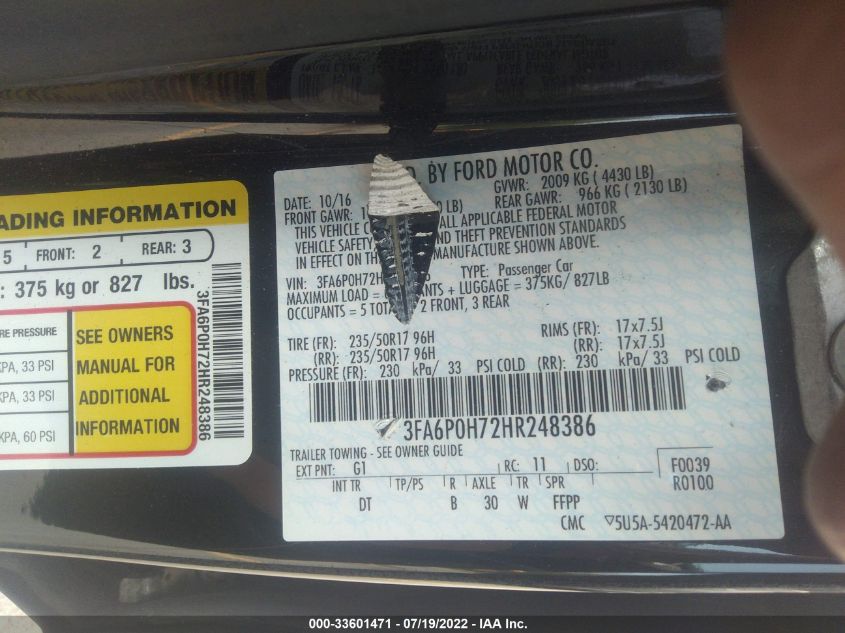 ADING INFORMATION
5 FRONT: 2 REAR: 3
: 375 kg or 827 lbs.
RE PRESSURE
KPA, 33 PSI
KPA, 33 PSI
KPA, 60 PSI
SEE OWNERS
MANUAL FOR
ADDITIONAL
INFORMATION
3FA6P0H72HR248386
D. BY FORD MOTOR CO.
DATE: 10/16 GVWR: 2009 KG ( 4430 LB)
FRONT GAWR: 10 LB) REAR GAWR: 966 KG ( 2130 LB)
THIS VEHICLE C ALL APPLICABLE FEDERAL MOTOR
VEHICLE SAFETY AND THEFT PREVENTION STANDARDS
IN EFFECT ON THE MANUFACTURE SHOWN ABOVE.
VIN: 3FA6P0H72H TYPE: Passenger Car
MAXIMUM LOAD = PANTS + LUGGAGE = 375KG/ 827LB
OCCUPANTS = 5 TOTA 2 FRONT, 3 REAR
TIRE (FR): 235/50R17 96H RIMS (FR): 17x7.5J
(RR): 235/50R17 96H (RR): 17x7.5J
PRESSURE (FR): 230 kPa/ 33 PSI COLD (RR): 230 kPa/ 33 PSI COLD
3FA6P0H72HR248386
TRAILER TOWING - SEE OWNER GUIDE
EXT PNT: G1 RC: 11 DSO: F0039
R0100
INT TR TP/PS R AXLE TR SPR
DT B 30 W FFPP
CMC ▽5U5A-5420472-AA
000-33601471 - 07/19/2022 - IAA Inc.